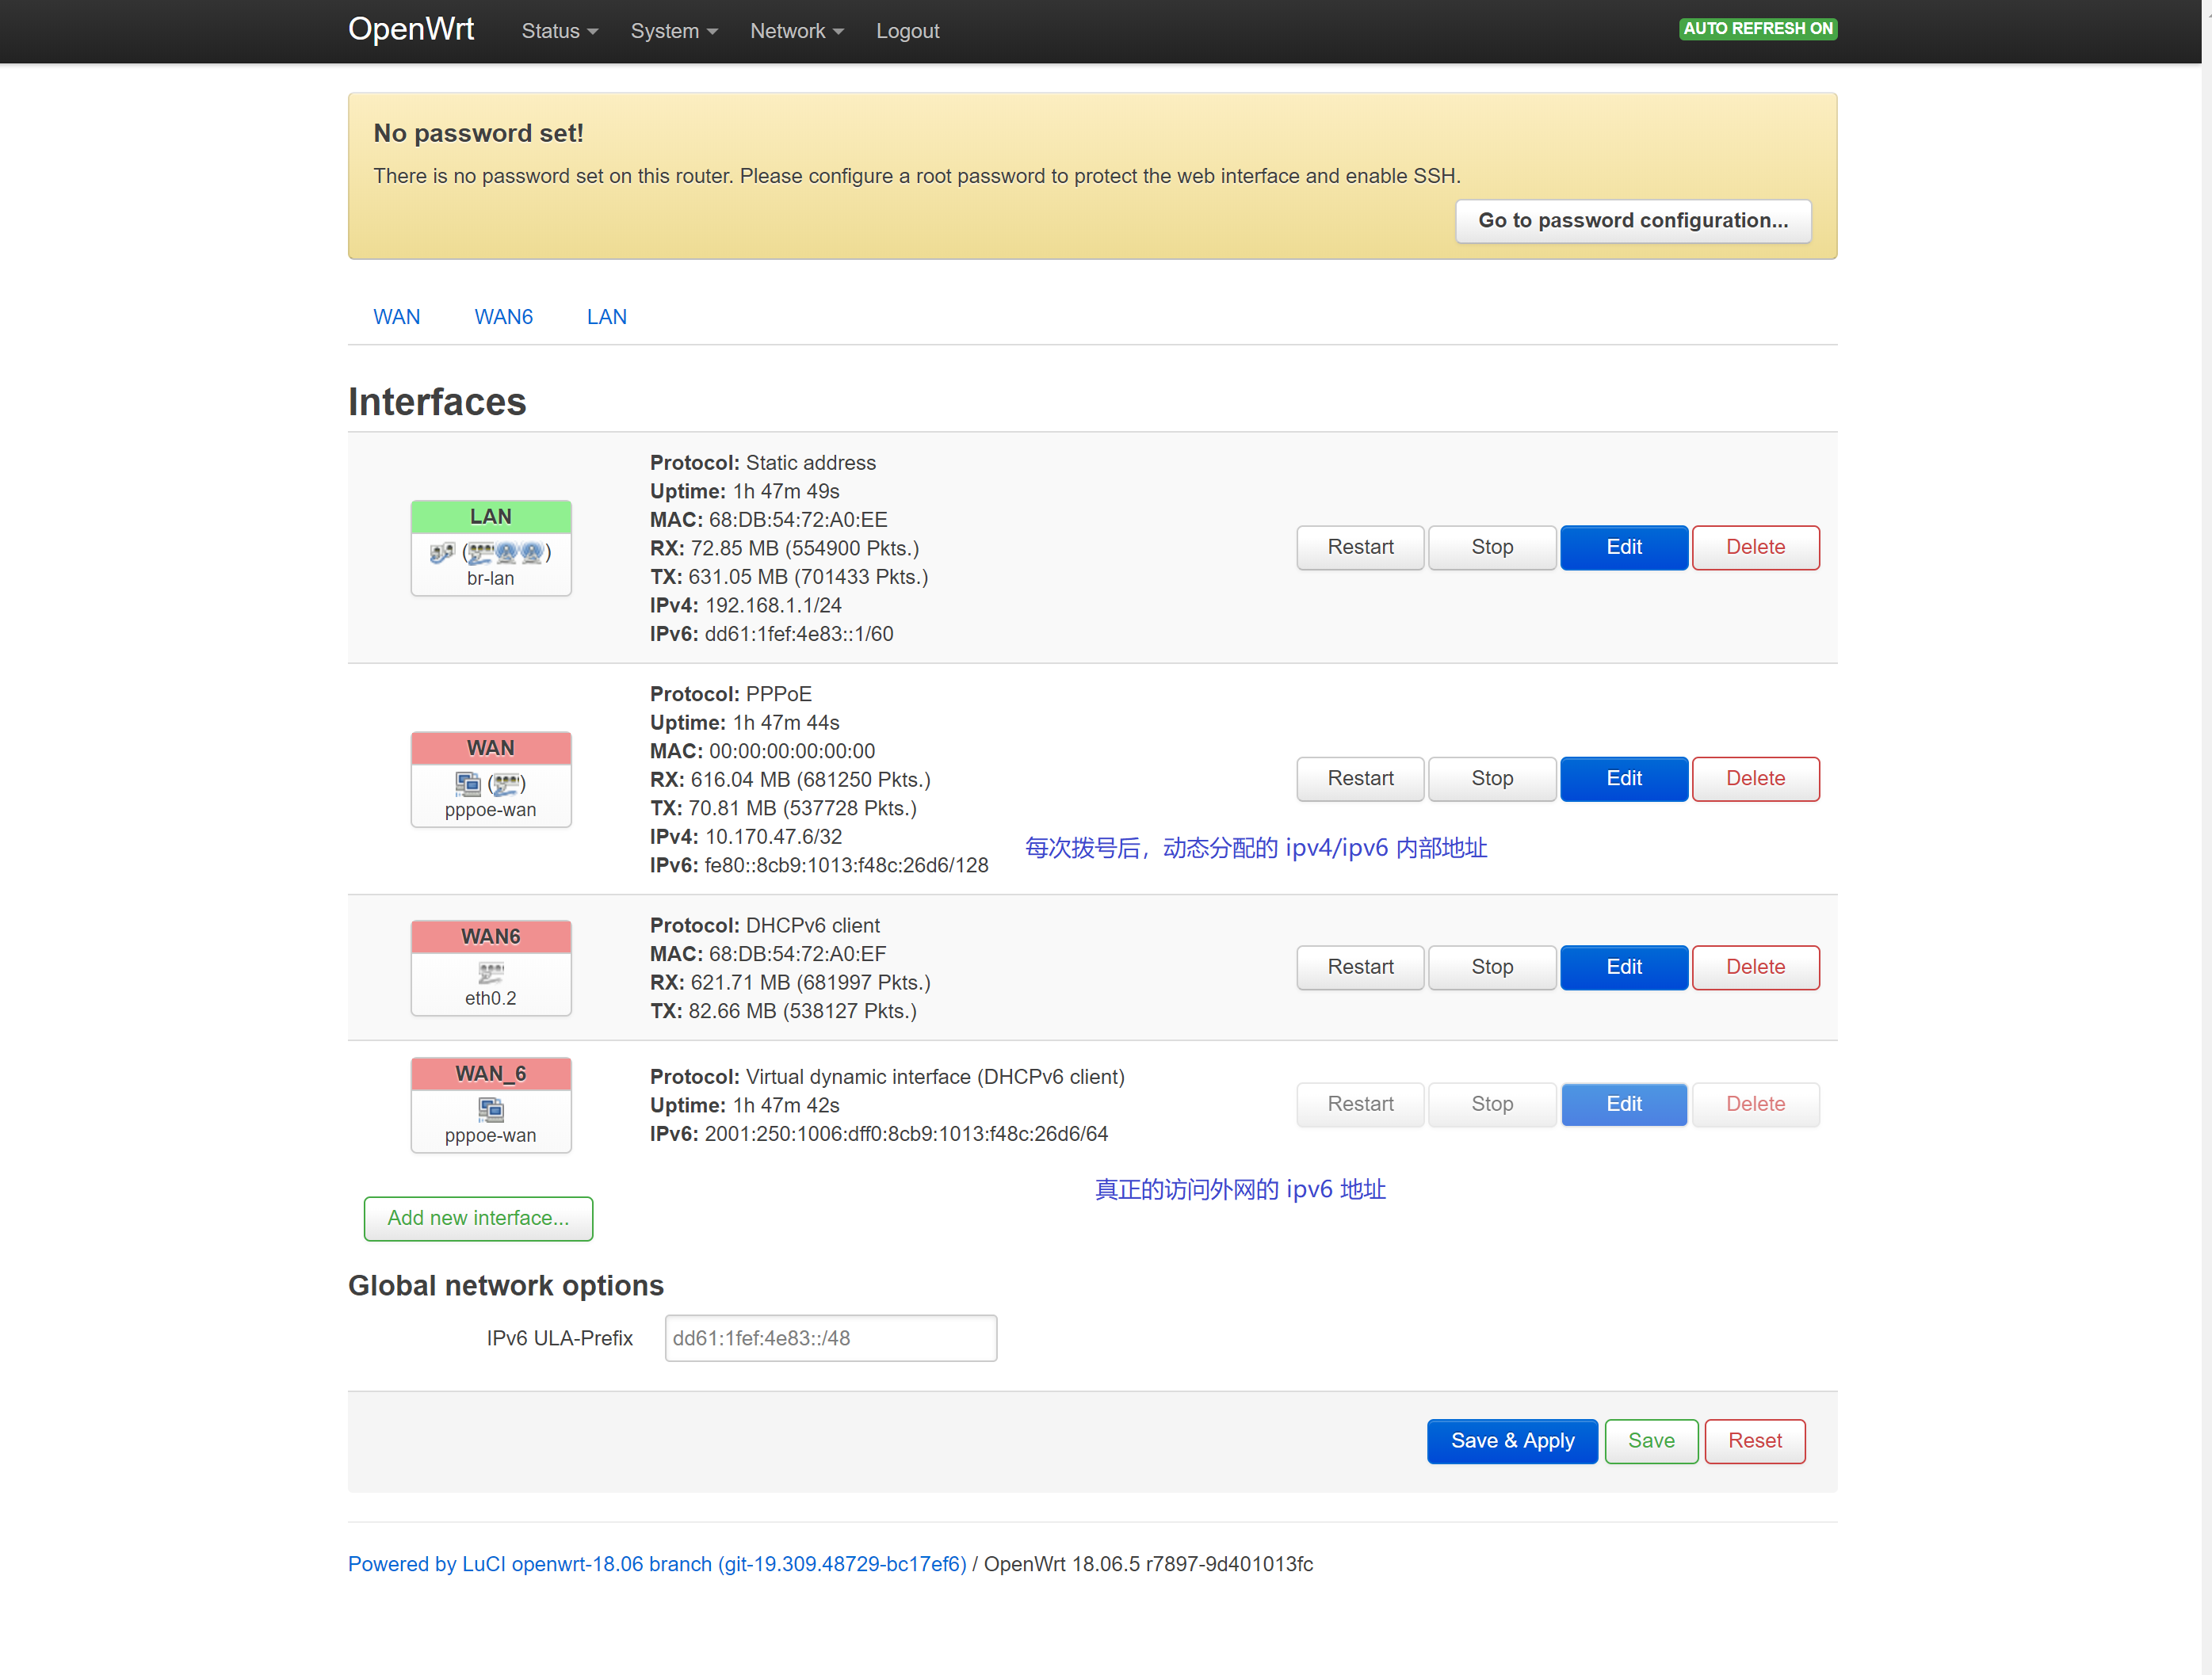 OpenWrt Status System Network Logout AUTO REFRESH ON
No password set!
There is no password set on this router. Please configure a root password to protect the web interface and enable SSH.
Go to password configuration...
WAN WAN6 LAN
Interfaces
LAN
br-lan
Protocol: Static address
Uptime: 1h 47m 49s
MAC: 68:DB:54:72:A0:EE
RX: 72.85 MB (554900 Pkts.)
TX: 631.05 MB (701433 Pkts.)
IPv4: 192.168.1.1/24
IPv6: dd61:1fef:4e83::1/60
Restart Stop Edit Delete
WAN
pppoe-wan
Protocol: PPPoE
Uptime: 1h 47m 44s
MAC: 00:00:00:00:00:00
RX: 616.04 MB (681250 Pkts.)
TX: 70.81 MB (537728 Pkts.)
IPv4: 10.170.47.6/32
IPv6: fe80::8cb9:1013:f48c:26d6/128
每次拨号后，动态分配的 ipv4/ipv6 内部地址
Restart Stop Edit Delete
WAN6
eth0.2
Protocol: DHCPv6 client
MAC: 68:DB:54:72:A0:EF
RX: 621.71 MB (681997 Pkts.)
TX: 82.66 MB (538127 Pkts.)
Restart Stop Edit Delete
WAN_6
pppoe-wan
Protocol: Virtual dynamic interface (DHCPv6 client)
Uptime: 1h 47m 42s
IPv6: 2001:250:1006:dff0:8cb9:1013:f48c:26d6/64
Restart Stop Edit Delete
真正的访问外网的 ipv6 地址
Add new interface...
Global network options
IPv6 ULA-Prefix dd61:1fef:4e83::/48
Save & Apply Save Reset
Powered by LuCI openwrt-18.06 branch (git-19.309.48729-bc17ef6) / OpenWrt 18.06.5 r7897-9d401013fc